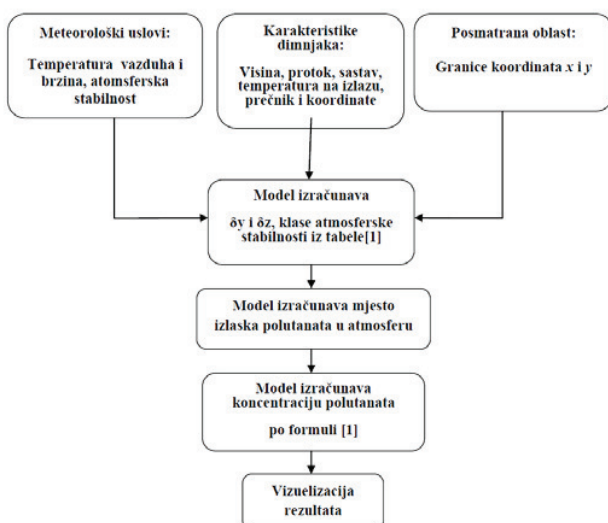 Meteorološki uslovi:
Temperatura vazduha i
brzina, atomsferska
stabilnost
Karakteristike
dimnjaka:
Visina, protok, sastav,
temperatura na izlazu,
prečnik i koordinate
Posmatrana oblast:
Granice koordinata x i y
Model izračunava
δy i δz, klase atmosferske
stabilnosti iz tabele[1]
Model izračunava mjesto
izlaska polutanata u atmosferu
Model izračunava
koncentraciju polutanata
po formuli [1]
Vizuelizacija
rezultata